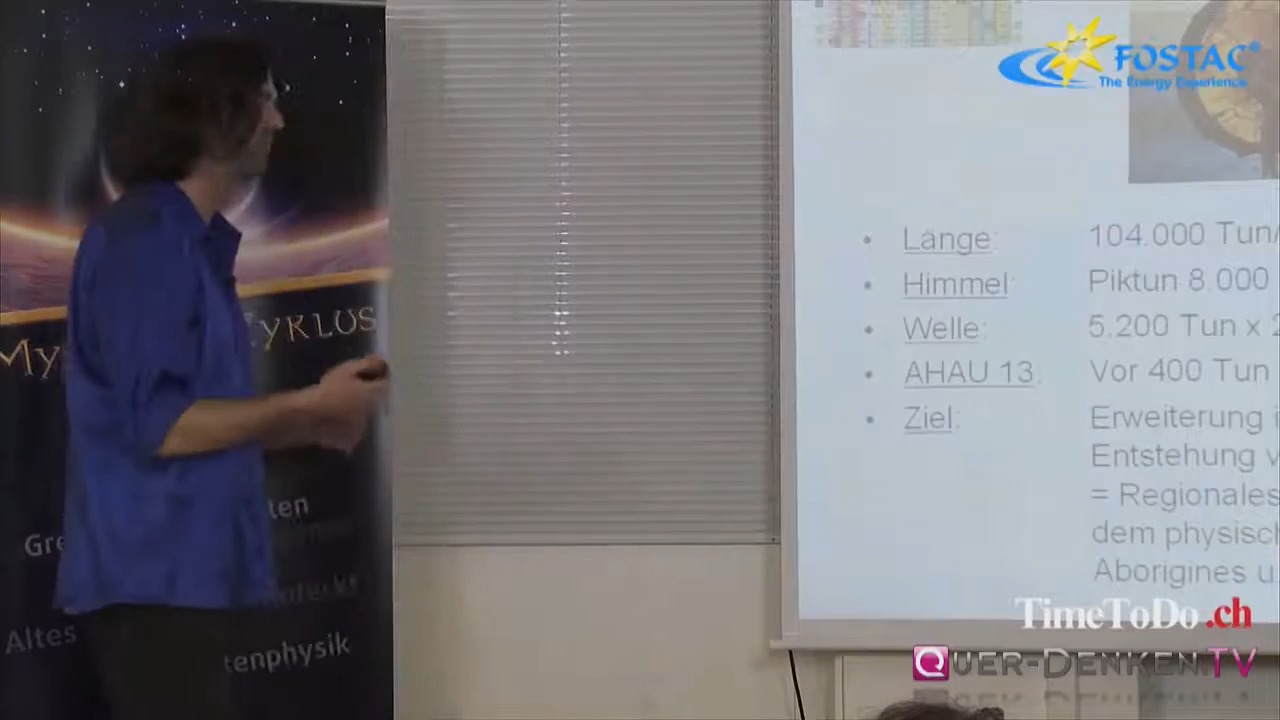 FOSTAC®
The Energy Experience
Länge:
104.000 Tun/
Himmel:
Piktun 8.000
Welle:
5.200 Tun x 2
AHAU 13:
Vor 400 Tun
Ziel:
Erweiterung i
Entstehung v
= Regionales
dem physisch
Aborigines u
My
ZYKLUS
ten
Gre
Altes
tenphysik
TimeToDo.ch
QUER-DENKEN.TV